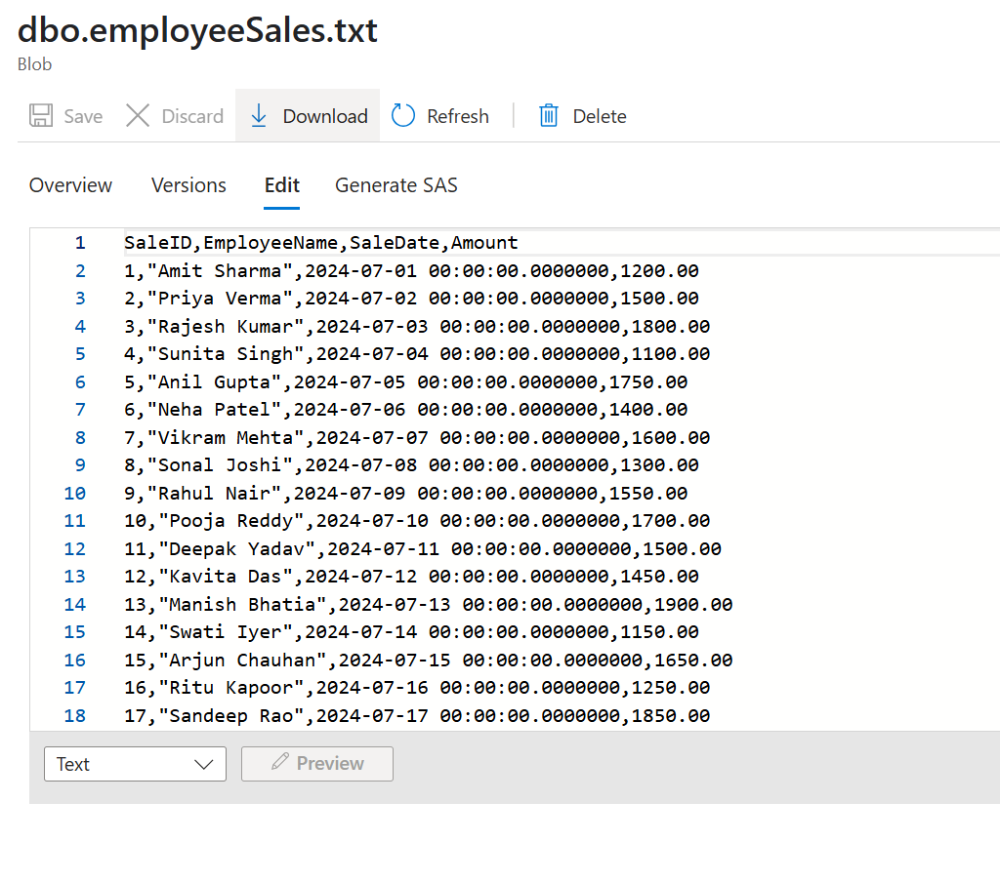 dbo.employeeSales.txt
Blob
Save Discard Download Refresh Delete
Overview Versions Edit Generate SAS
1 SaleID,EmployeeName,SaleDate,Amount
2 1,"Amit Sharma",2024-07-01 00:00:00.0000000,1200.00
3 2,"Priya Verma",2024-07-02 00:00:00.0000000,1500.00
4 3,"Rajesh Kumar",2024-07-03 00:00:00.0000000,1800.00
5 4,"Sunita Singh",2024-07-04 00:00:00.0000000,1100.00
6 5,"Anil Gupta",2024-07-05 00:00:00.0000000,1750.00
7 6,"Neha Patel",2024-07-06 00:00:00.0000000,1400.00
8 7,"Vikram Mehta",2024-07-07 00:00:00.0000000,1600.00
9 8,"Sonal Joshi",2024-07-08 00:00:00.0000000,1300.00
10 9,"Rahul Nair",2024-07-09 00:00:00.0000000,1550.00
11 10,"Pooja Reddy",2024-07-10 00:00:00.0000000,1700.00
12 11,"Deepak Yadav",2024-07-11 00:00:00.0000000,1500.00
13 12,"Kavita Das",2024-07-12 00:00:00.0000000,1450.00
14 13,"Manish Bhatia",2024-07-13 00:00:00.0000000,1900.00
15 14,"Swati Iyer",2024-07-14 00:00:00.0000000,1150.00
16 15,"Arjun Chauhan",2024-07-15 00:00:00.0000000,1650.00
17 16,"Ritu Kapoor",2024-07-16 00:00:00.0000000,1250.00
18 17,"Sandeep Rao",2024-07-17 00:00:00.0000000,1850.00
Text Preview